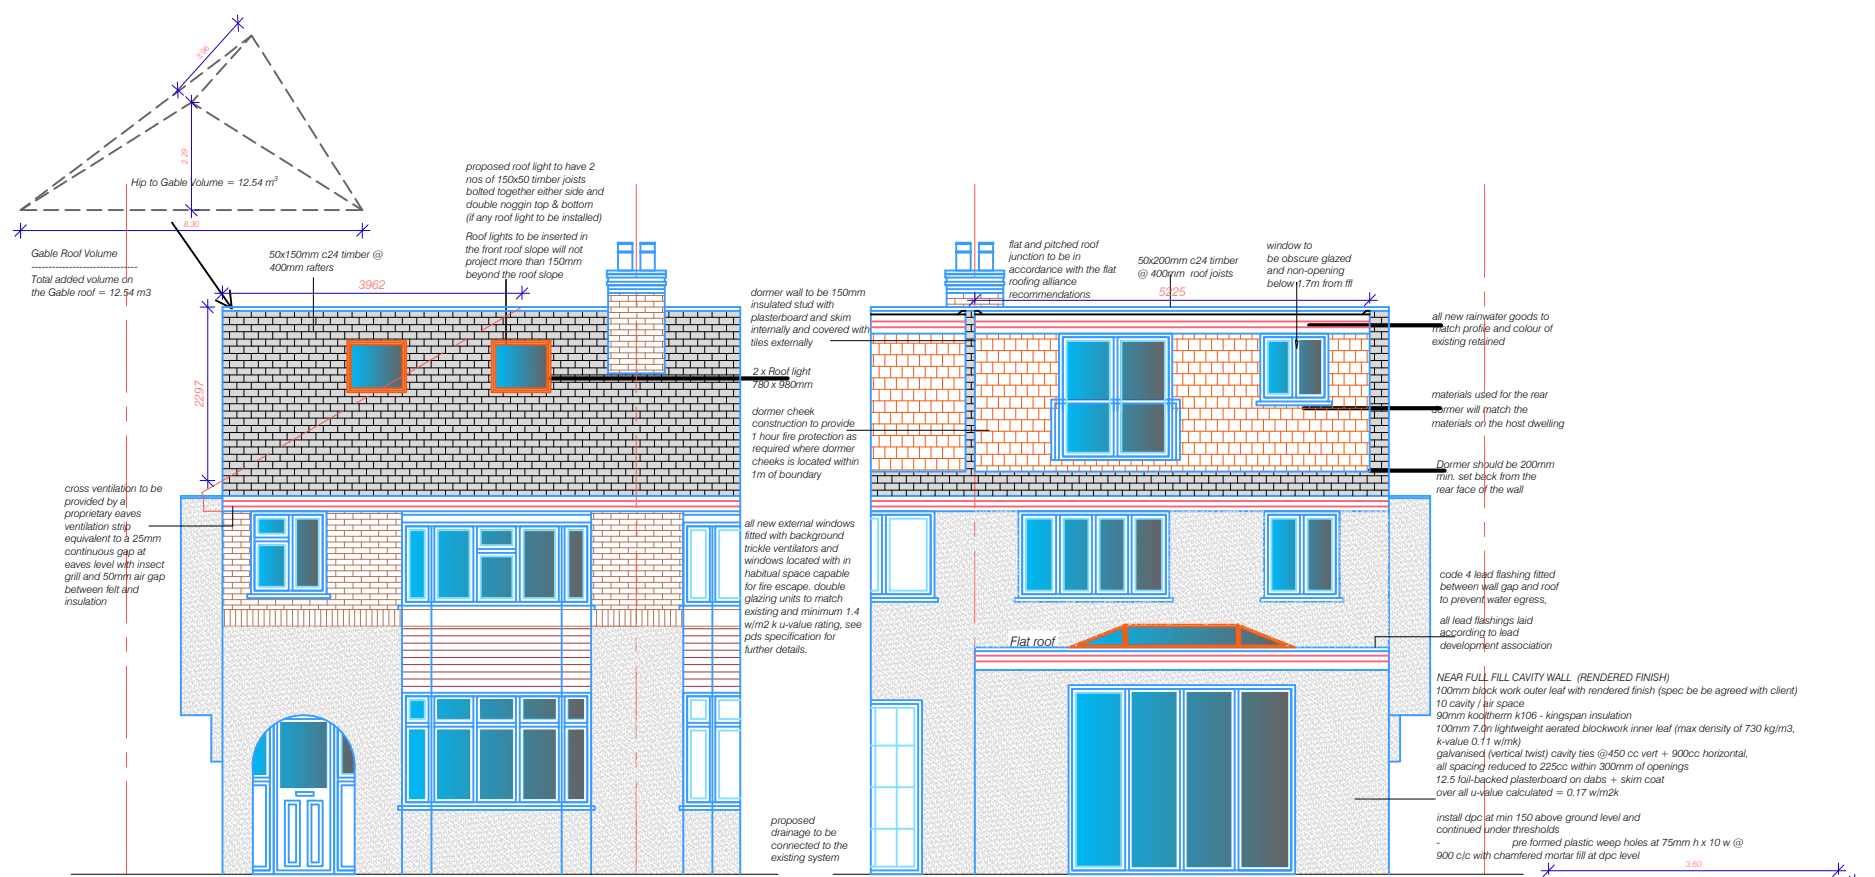 3.96
2.29
Hip to Gable Volume = 12.54 m³
8.30
Gable Roof Volume
-------------------------------
Total added volume on
the Gable roof = 12.54 m3
50x150mm c24 timber @
400mm rafters
proposed roof light to have 2
nos of 150x50 timber joists
bolted together either side and
double noggin top & bottom
(if any roof light to be installed)
Roof lights to be inserted in
the front roof slope will not
project more than 150mm
beyond the roof slope
3962
2297
cross ventilation to be
provided by a
proprietary eaves
ventilation strip
equivalent to a 25mm
continuous gap at
eaves level with insect
grill and 50mm air gap
between felt and
insulation
dormer wall to be 150mm
insulated stud with
plasterboard and skim
internally and covered with
tiles externally
2 x Roof light
780 x 980mm
dormer cheek
construction to provide
1 hour fire protection as
required where dormer
cheeks is located within
1m of boundary
all new external windows
fitted with background
trickle ventilators and
windows located with in
habitual space capable
for fire escape. double
glazing units to match
existing and minimum 1.4
w/m2 k u-value rating, see
pds specification for
further details.
proposed
drainage to be
connected to the
existing system
flat and pitched roof
junction to be in
accordance with the flat
roofing alliance
recommendations
50x200mm c24 timber
@ 400mm  roof joists
5225
window to
be obscure glazed
and non-opening
below 1.7m from ffl
all new rainwater goods to
match profile and colour of
existing retained
materials used for the rear
dormer will match the
materials on the host dwelling
Dormer should be 200mm
min. set back from the
rear face of the wall
code 4 lead flashing fitted
between wall gap and roof
to prevent water egress,
all lead flashings laid
according to lead
development association
Flat roof
NEAR FULL FILL CAVITY WALL  (RENDERED FINISH)
100mm block work outer leaf with rendered finish (spec be be agreed with client)
10 cavity / air space
90mm kooltherm k106 - kingspan insulation
100mm 7.0n lightweight aerated blockwork inner leaf (max density of 730 kg/m3,
k-value 0.11 w/mk)
galvanised (vertical twist) cavity ties @450 cc vert + 900cc horizontal,
all spacing reduced to 225cc within 300mm of openings
12.5 foil-backed plasterboard on dabs + skim coat
over all u-value calculated = 0.17 w/m2k
install dpc at min 150 above ground level and
continued under thresholds
- pre formed plastic weep holes at 75mm h x 10 w @
900 c/c with chamfered mortar fill at dpc level
3.60